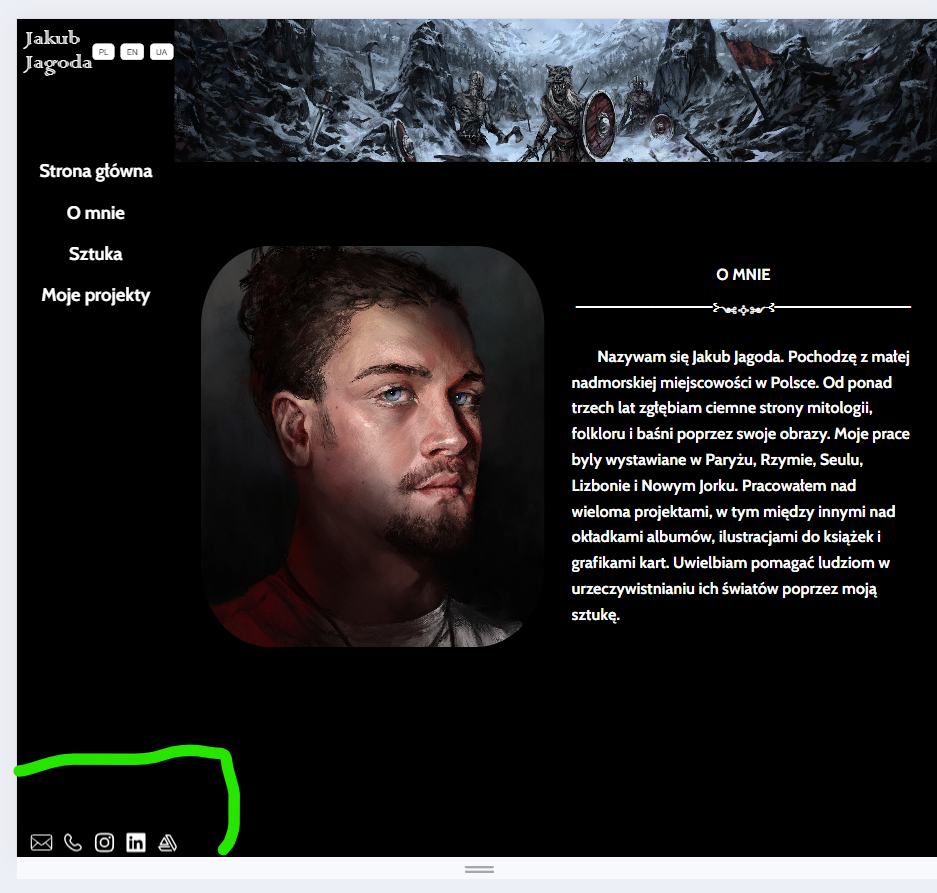 Jakub
Jagoda
PL EN UA
Strona główna
O mnie
Sztuka
Moje projekty
O MNIE
Nazywam się Jakub Jagoda. Pochodzę z małej
nadmorskiej miejscowości w Polsce. Od ponad
trzech lat zgłębiam ciemne strony mitologii,
folkloru i baśni poprzez swoje obrazy. Moje prace
byly wystawiane w Paryżu, Rzymie, Seulu,
Lizbonie i Nowym Jorku. Pracowałem nad
wieloma projektami, w tym między innymi nad
okładkami albumów, ilustracjami do książek i
grafikami kart. Uwielbiam pomagać ludziom w
urzeczywistnianiu ich światów poprzez moją
sztukę.
in